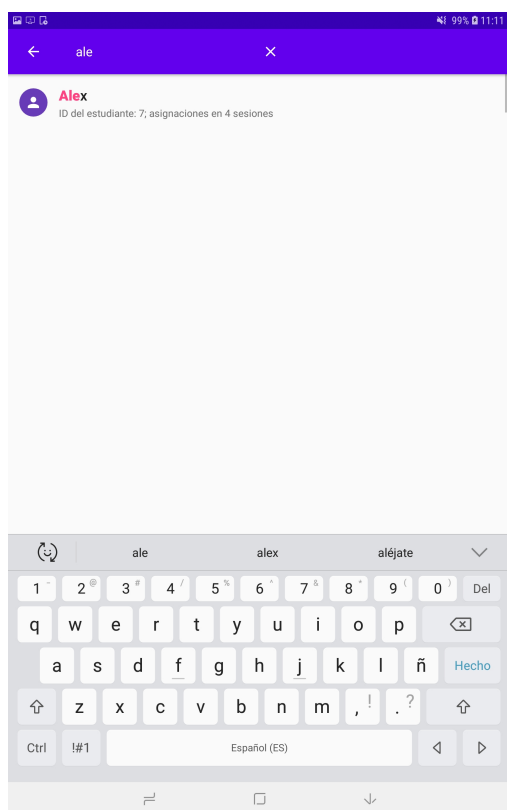 99% 11:11
ale
Alex
ID del estudiante: 7; asignaciones en 4 sesiones
ale alex aléjate
1 - 2 @ 3 # 4 / 5 % 6 ^ 7 & 8 * 9 ( 0 ) Del
q w e r t y u i o p
a s d f g h j k l ñ Hecho
z x c v b n m , ! . ?
Ctrl !#1 Español (ES)